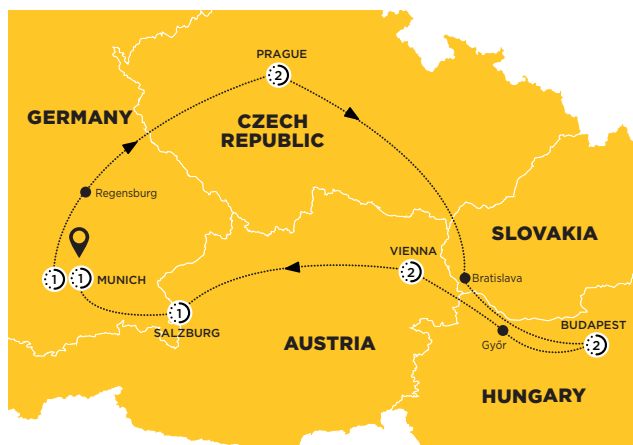 PRAGUE
2
GERMANY
CZECH
REPUBLIC
Regensburg
SLOVAKIA
VIENNA
2
1
1
MUNICH
Bratislava
1
SALZBURG
BUDAPEST
2
Győr
AUSTRIA
HUNGARY